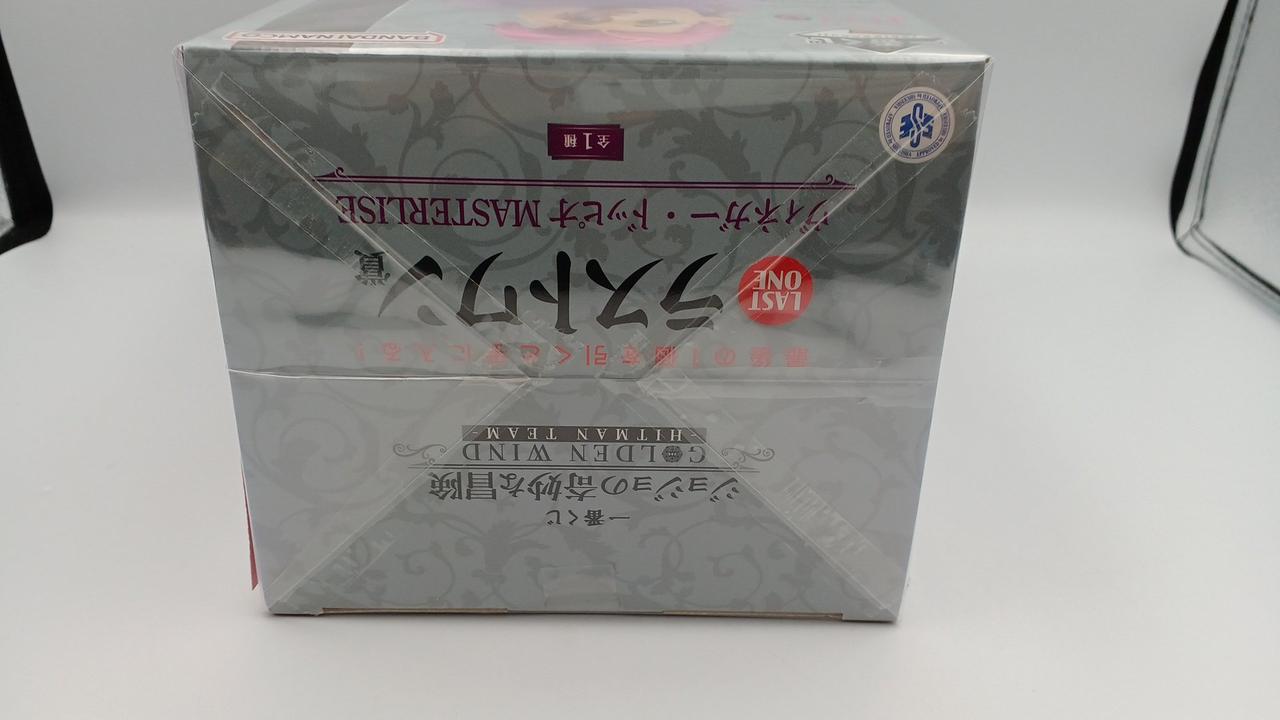 一番くじ
ジョジョの奇妙な冒険
GOLDEN WIND
-HITMAN TEAM-
最後の1個を引くと手に入る!
LAST ONE
ラストワン賞
ヴィネガー・ドッピオ MASTERLISE
全1種
BANDAI NAMCO